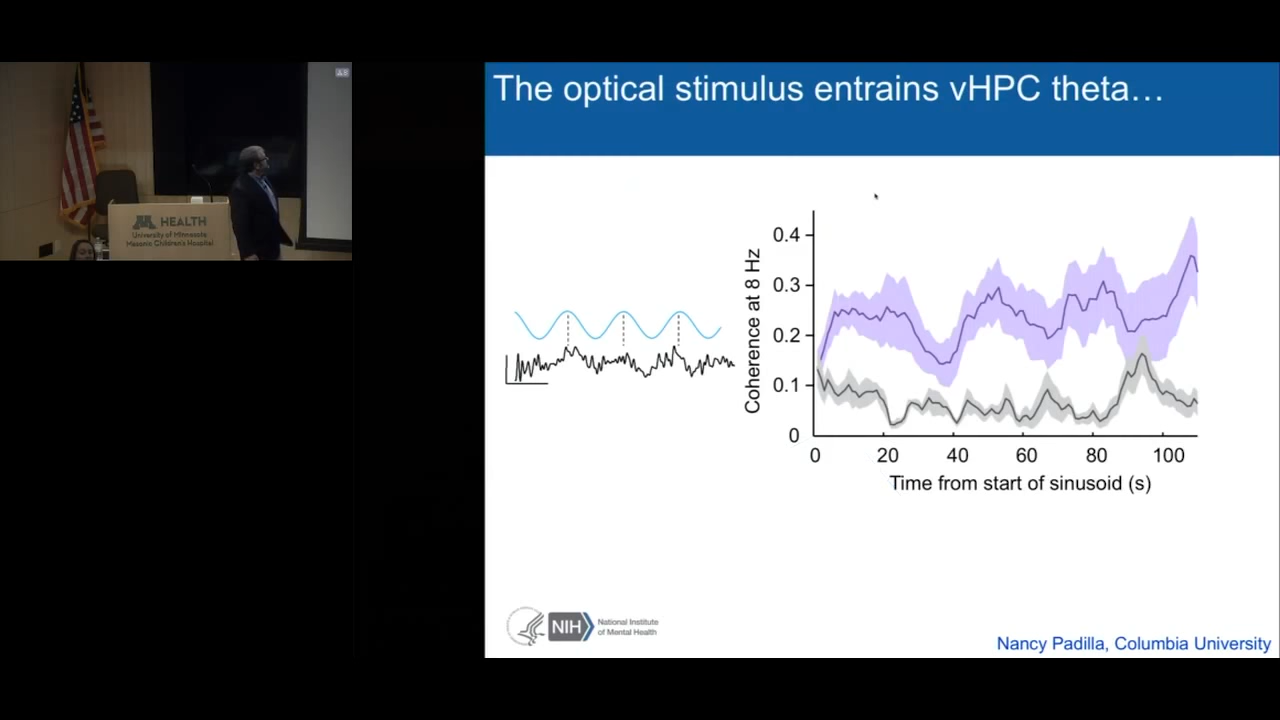 The optical stimulus entrains vHPC theta…
M HEALTH
University of Minnesota
Masonic Children's Hospital
Coherence at 8 Hz
0.4
0.3
0.2
0.1
0
0 20 40 60 80 100
Time from start of sinusoid (s)
NIH
National Institute
of Mental Health
Nancy Padilla, Columbia University